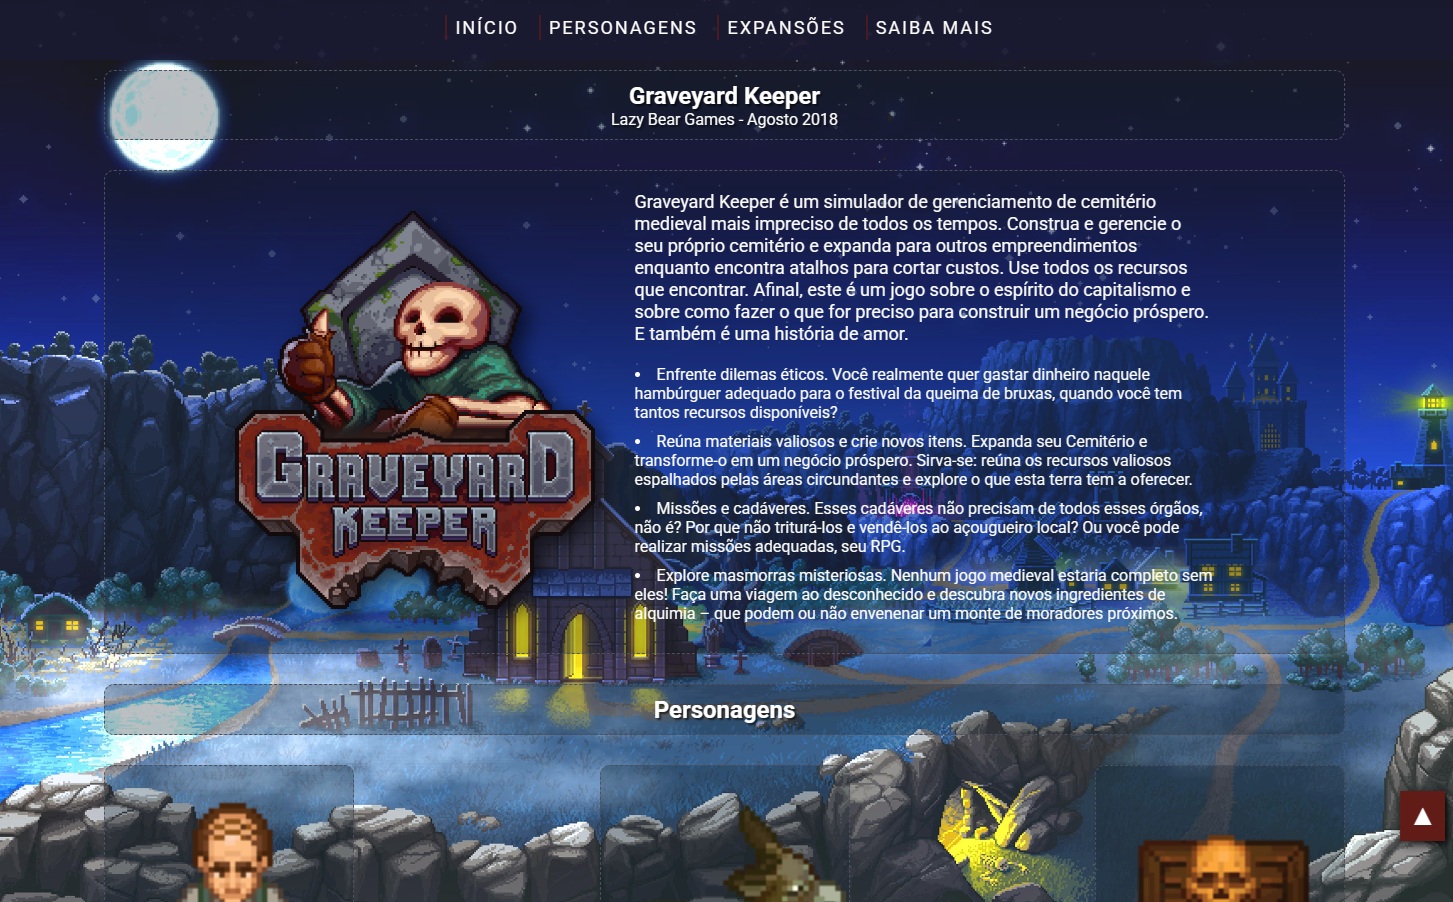 INÍCIO PERSONAGENS EXPANSÕES SAIBA MAIS
Graveyard Keeper
Lazy Bear Games - Agosto 2018
GRAVEYARD
KEEPER
Graveyard Keeper é um simulador de gerenciamento de cemitério
medieval mais impreciso de todos os tempos. Construa e gerencie o
seu próprio cemitério e expanda para outros empreendimentos
enquanto encontra atalhos para cortar custos. Use todos os recursos
que encontrar. Afinal, este é um jogo sobre o espírito do capitalismo e
sobre como fazer o que for preciso para construir um negócio próspero.
E também é uma história de amor.
• Enfrente dilemas éticos. Você realmente quer gastar dinheiro naquele
hambúrguer adequado para o festival da queima de bruxas, quando você tem
tantos recursos disponíveis?
• Reúna materiais valiosos e crie novos itens. Expanda seu Cemitério e
transforme-o em um negócio próspero. Sirva-se: reúna os recursos valiosos
espalhados pelas áreas circundantes e explore o que esta terra tem a oferecer.
• Missões e cadáveres. Esses cadáveres não precisam de todos esses órgãos,
não é? Por que não triturá-los e vendê-los ao açougueiro local? Ou você pode
realizar missões adequadas, seu RPG.
• Explore masmorras misteriosas. Nenhum jogo medieval estaria completo sem
eles! Faça uma viagem ao desconhecido e descubra novos ingredientes de
alquimia – que podem ou não envenenar um monte de moradores próximos.
Personagens